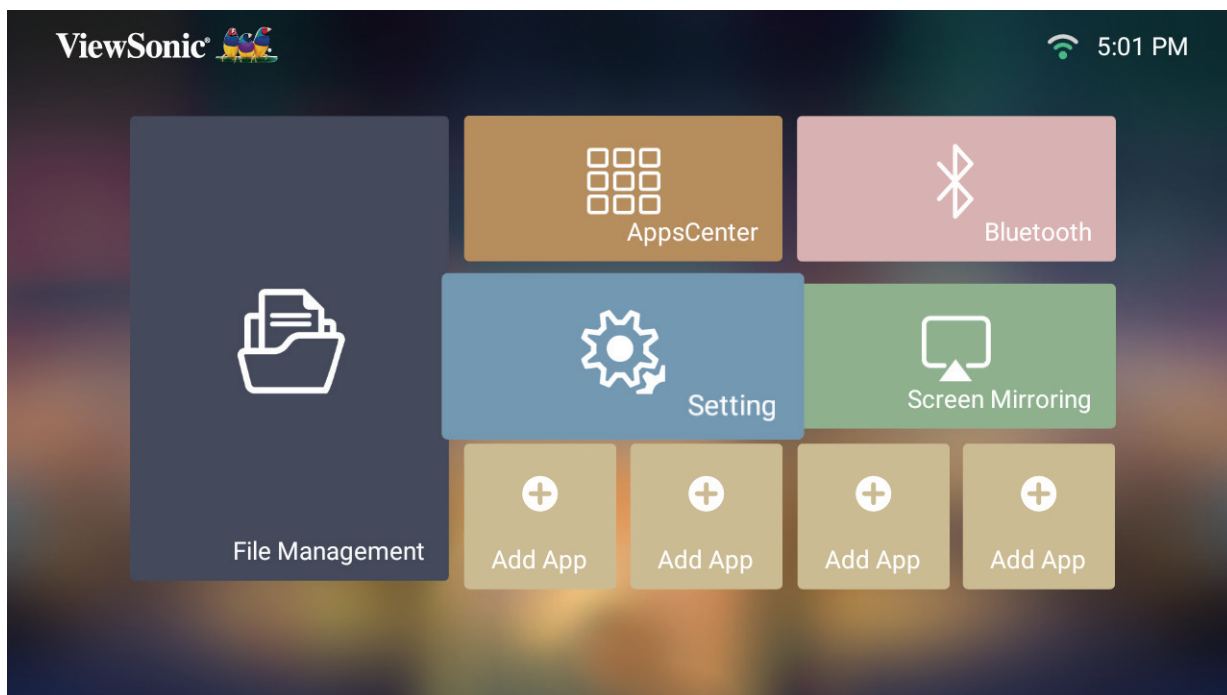 ViewSonic®
5:01 PM
AppsCenter
Bluetooth
Setting
Screen Mirroring
File Management
Add App
Add App
Add App
Add App